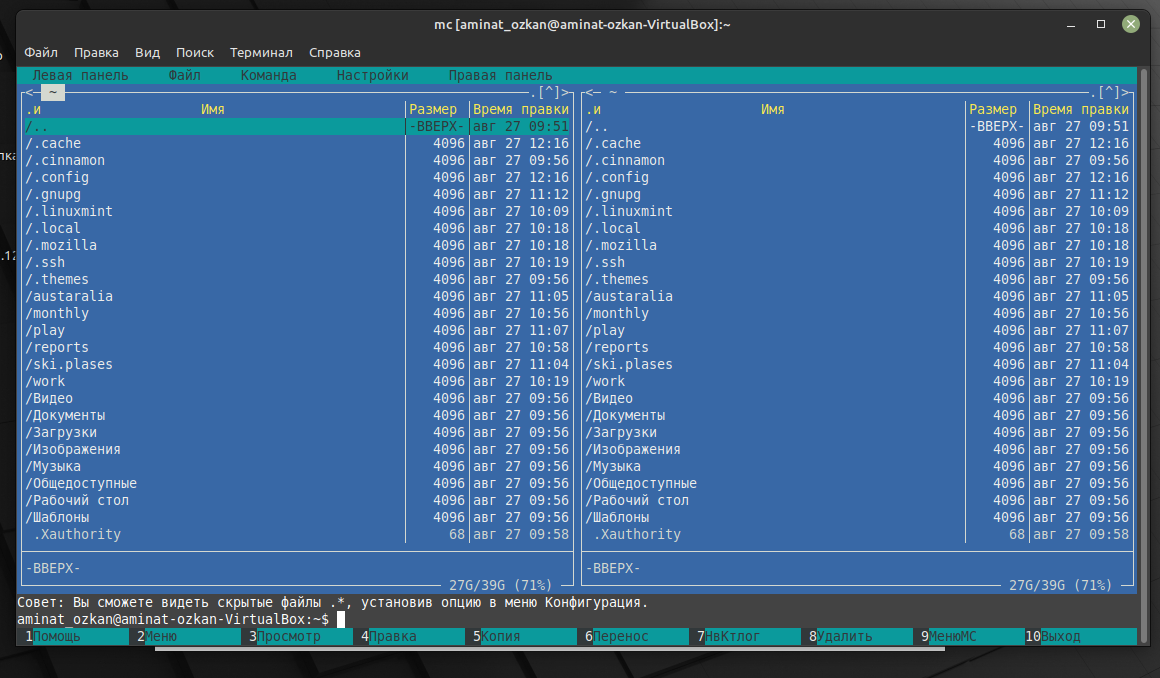 mc [aminat_ozkan@aminat-ozkan-VirtualBox]:~
Файл Правка Вид Поиск Терминал Справка
Левая панель Файл Команда Настройки Правая панель
<─ ~ .[^]> <─ ~ .[^]>
.и Имя Размер Время правки .и Имя Размер Время правки
/.. -ВВЕРХ- авг 27 09:51 /.. -ВВЕРХ- авг 27 09:51
/.cache 4096 авг 27 12:16 /.cache 4096 авг 27 12:16
/.cinnamon 4096 авг 27 09:56 /.cinnamon 4096 авг 27 09:56
/.config 4096 авг 27 12:16 /.config 4096 авг 27 12:16
/.gnupg 4096 авг 27 11:12 /.gnupg 4096 авг 27 11:12
/.linuxmint 4096 авг 27 10:09 /.linuxmint 4096 авг 27 10:09
/.local 4096 авг 27 10:18 /.local 4096 авг 27 10:18
/.mozilla 4096 авг 27 10:18 /.mozilla 4096 авг 27 10:18
/.ssh 4096 авг 27 10:19 /.ssh 4096 авг 27 10:19
/.themes 4096 авг 27 09:56 /.themes 4096 авг 27 09:56
/austaralia 4096 авг 27 11:05 /austaralia 4096 авг 27 11:05
/monthly 4096 авг 27 10:56 /monthly 4096 авг 27 10:56
/play 4096 авг 27 11:07 /play 4096 авг 27 11:07
/reports 4096 авг 27 10:58 /reports 4096 авг 27 10:58
/ski.plases 4096 авг 27 11:04 /ski.plases 4096 авг 27 11:04
/work 4096 авг 27 10:19 /work 4096 авг 27 10:19
/Видео 4096 авг 27 09:56 /Видео 4096 авг 27 09:56
/Документы 4096 авг 27 09:56 /Документы 4096 авг 27 09:56
/Загрузки 4096 авг 27 09:56 /Загрузки 4096 авг 27 09:56
/Изображения 4096 авг 27 09:56 /Изображения 4096 авг 27 09:56
/Музыка 4096 авг 27 09:56 /Музыка 4096 авг 27 09:56
/Общедоступные 4096 авг 27 09:56 /Общедоступные 4096 авг 27 09:56
/Рабочий стол 4096 авг 27 09:56 /Рабочий стол 4096 авг 27 09:56
/Шаблоны 4096 авг 27 09:56 /Шаблоны 4096 авг 27 09:56
.Xauthority 68 авг 27 09:58 .Xauthority 68 авг 27 09:58
-ВВЕРХ- -ВВЕРХ-
27G/39G (71%) 27G/39G (71%)
Совет: Вы сможете видеть скрытые файлы .*, установив опцию в меню Конфигурация.
aminat_ozkan@aminat-ozkan-VirtualBox:~$
1Помощь 2Меню 3Просмотр 4Правка 5Копия 6Перенос 7НвКтлог 8Удалить 9МенюMC 10Выход